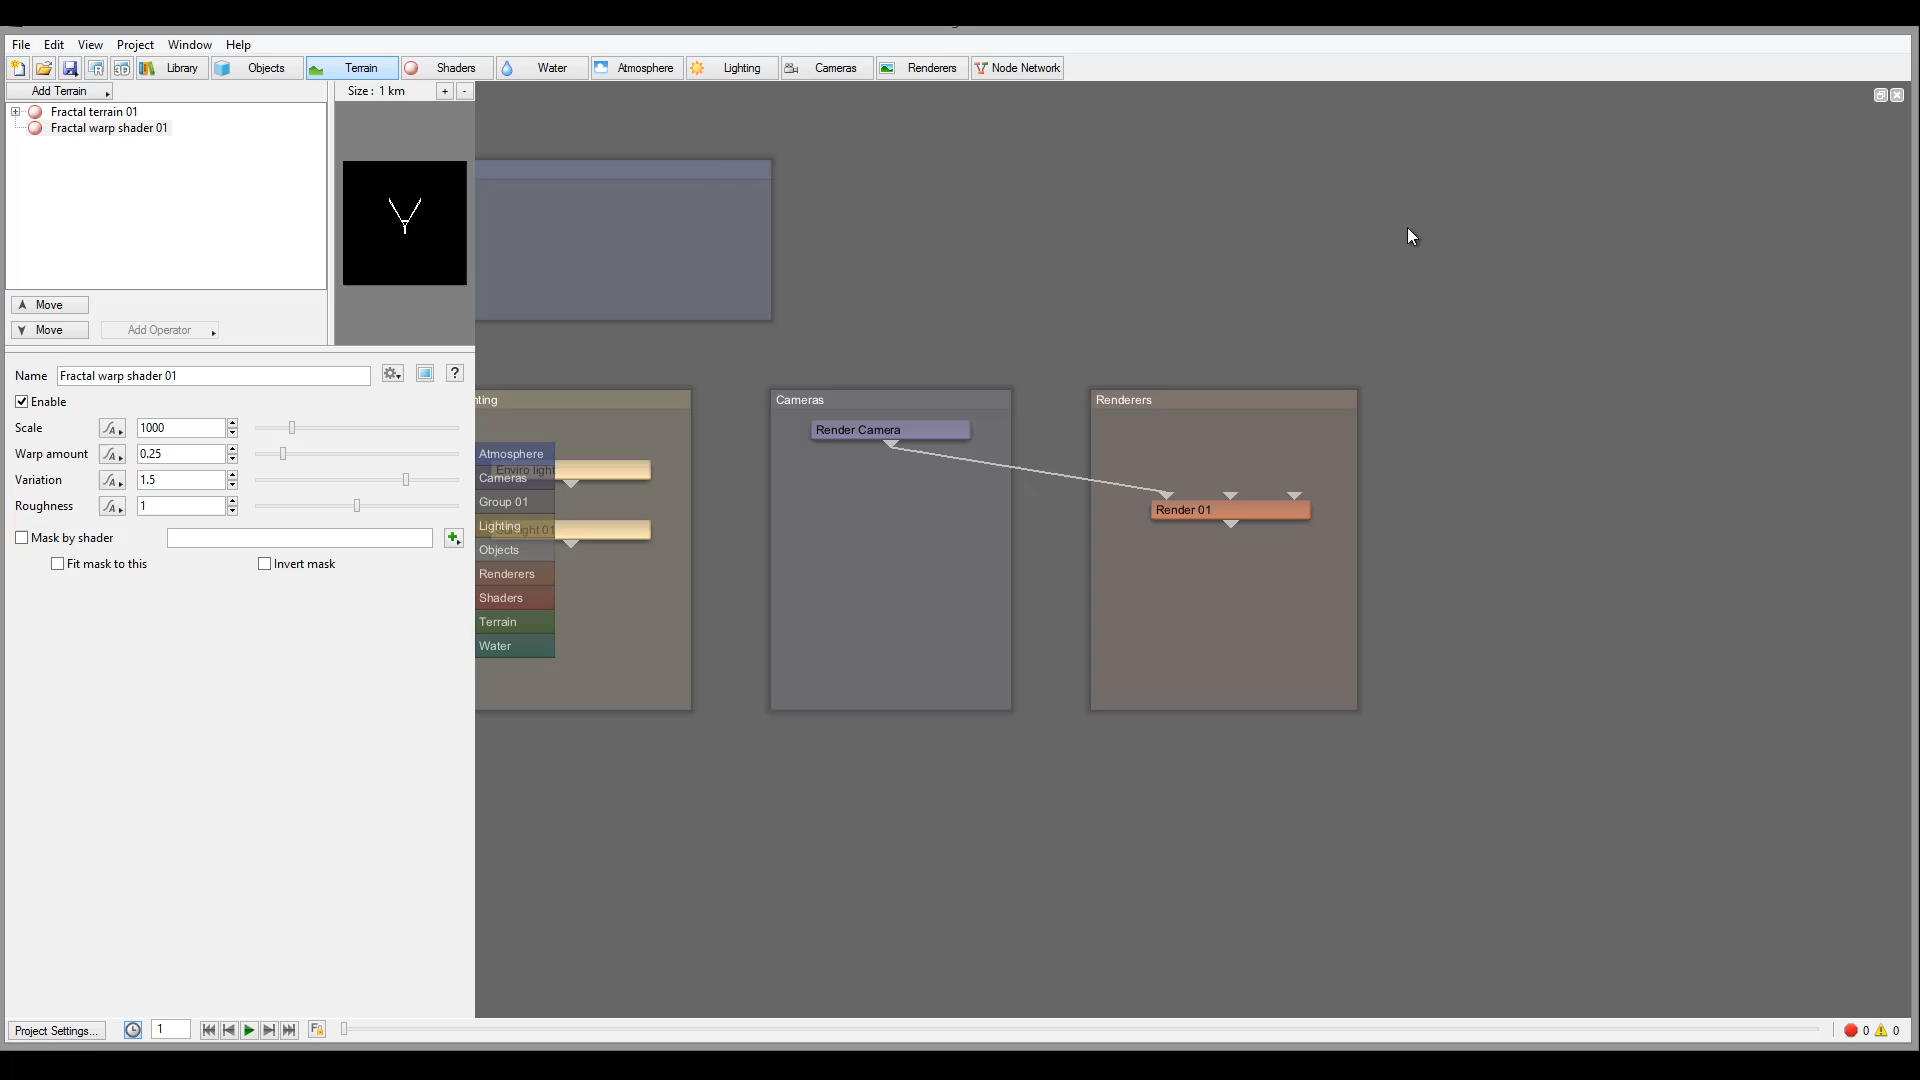 File Edit View Project Window Help
Library Objects Terrain Shaders Water Atmosphere Lighting Cameras Renderers Node Network
Add Terrain
Size: 1 km + -
Fractal terrain 01
Fractal warp shader 01
Move
Move Add Operator
Name Fractal warp shader 01 ?
Enable
Scale 1000
Warp amount 0.25
Variation 1.5
Roughness 1
Mask by shader
Fit mask to this Invert mask
Cameras
Renderers
Render Camera
Render 01
Atmosphere
Enviro light
Cameras
Group 01
Lighting
Objects
Renderers
Shaders
Terrain
Water
Project Settings... 1 0 0